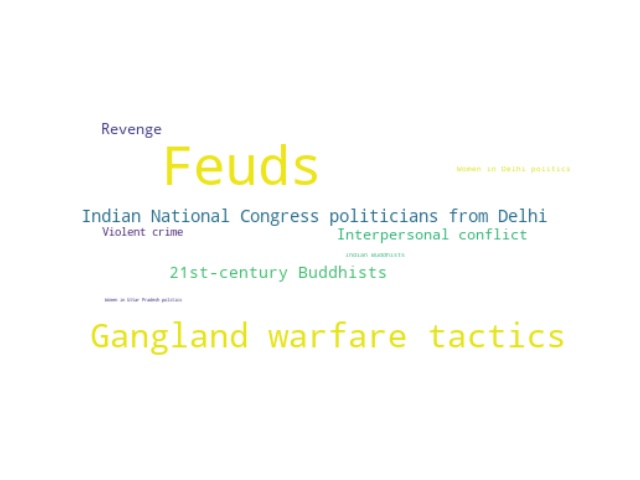 Revenge
Feuds
Women in Delhi politics
Indian National Congress politicians from Delhi
Violent crime
Interpersonal conflict
Indian Buddhists
21st-century Buddhists
Women in Uttar Pradesh politics
Gangland warfare tactics